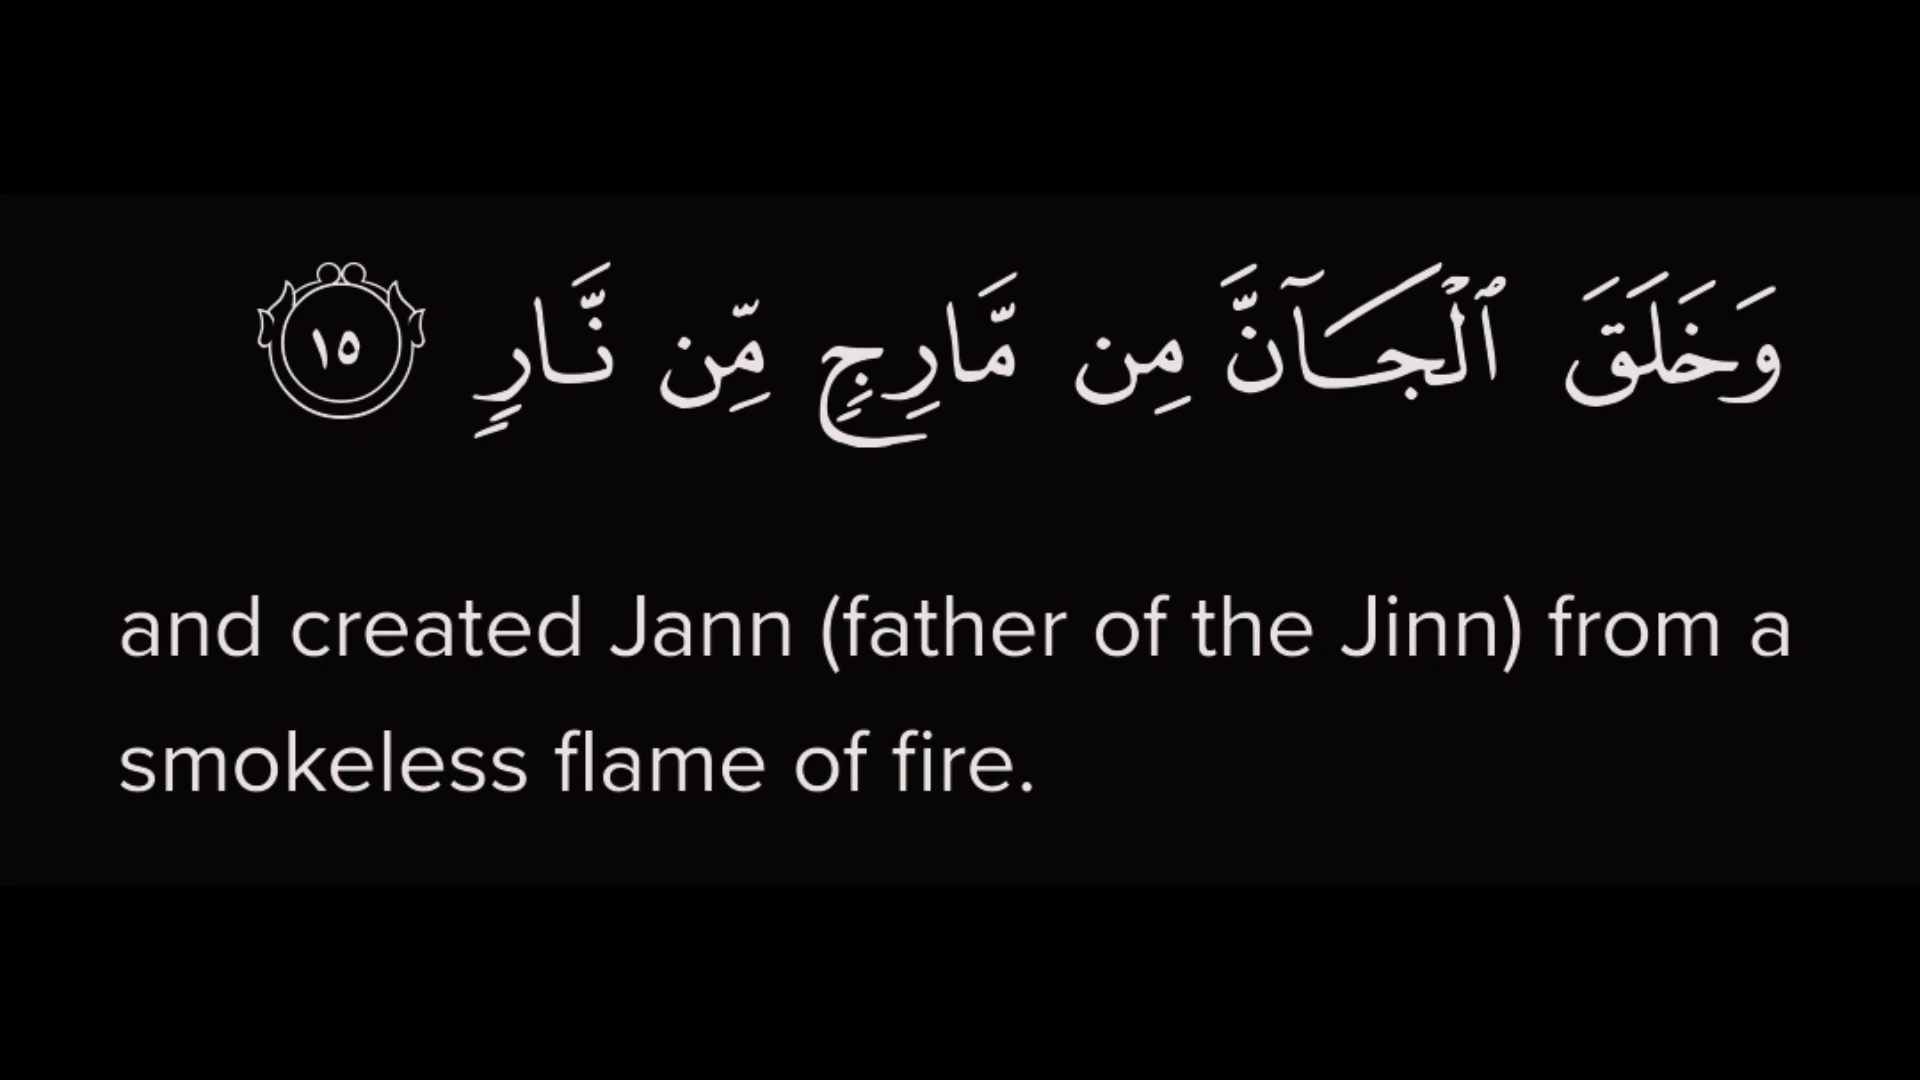 وَخَلَقَ ٱلْجَآنَّ مِن مَّارِجٍ مِّن نَّارٍ ١٥
and created Jann (father of the Jinn) from a
smokeless flame of fire.